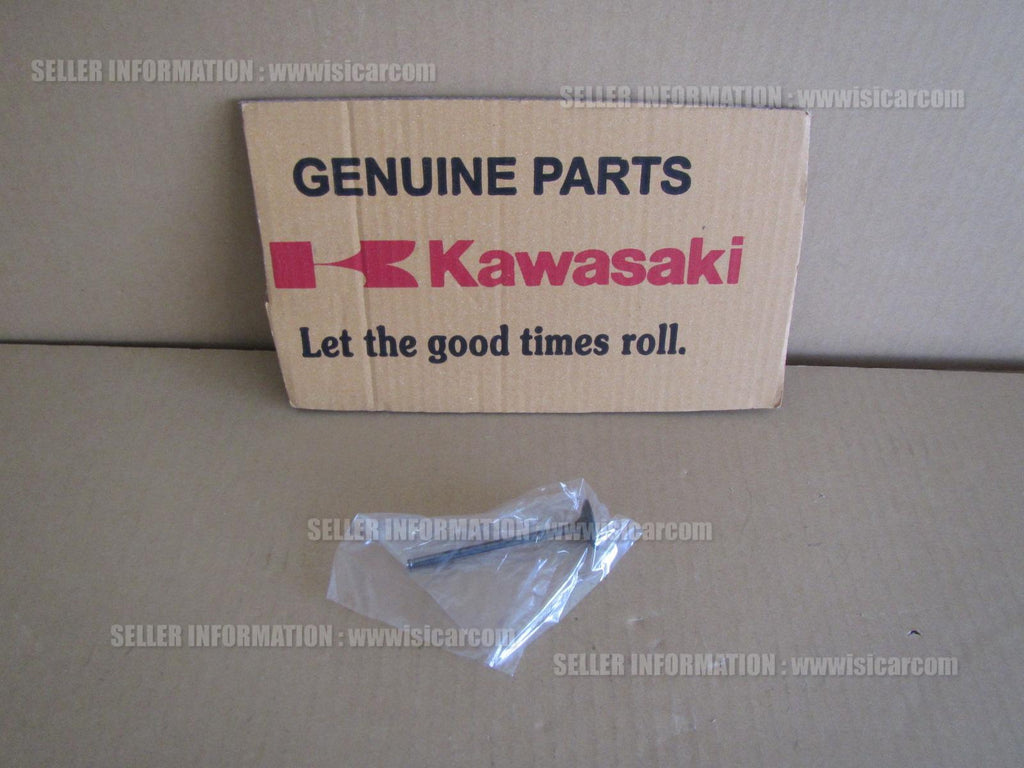 SELLER INFORMATION : wwwisicarcom
SELLER INFORMATION : wwwisicarcom
GENUINE PARTS
Kawasaki
Let the good times roll.
SELLER INFORMATION : wwwisicarcom
SELLER INFORMATION : wwwisicarcom
SELLER INFORMATION : wwwisicarcom